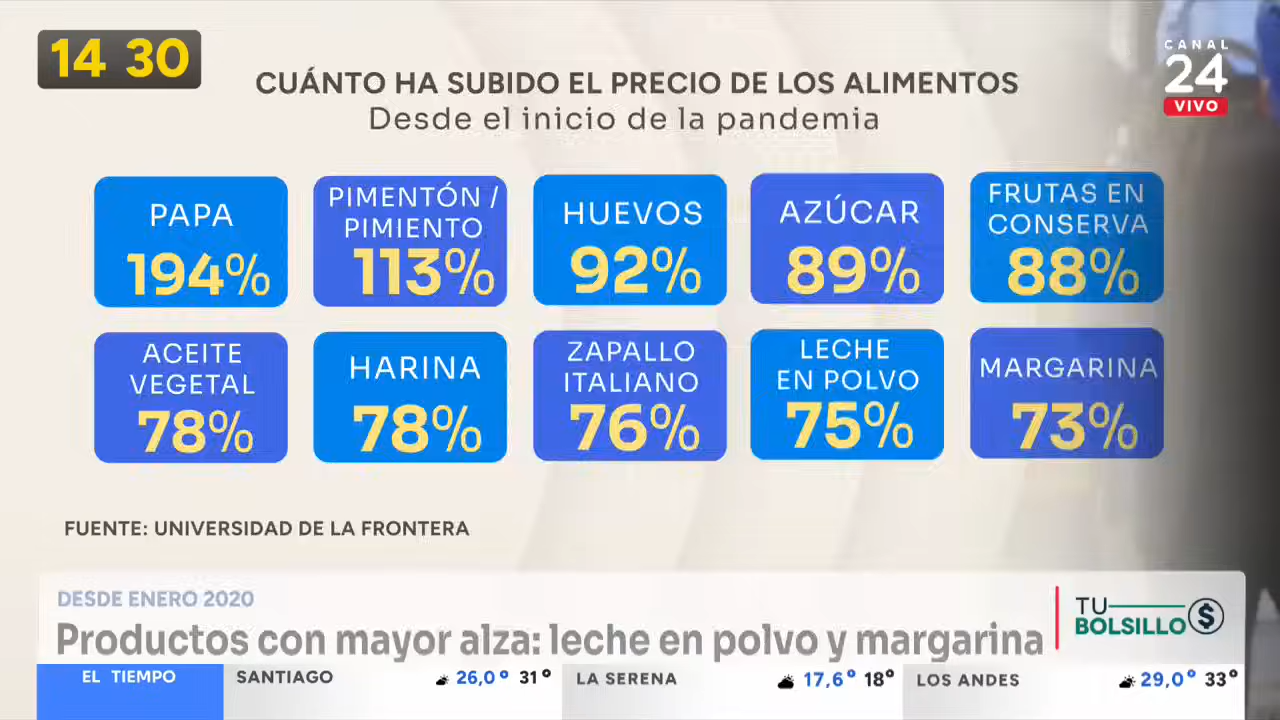 14 30
CANAL
24
VIVO
CUÁNTO HA SUBIDO EL PRECIO DE LOS ALIMENTOS
Desde el inicio de la pandemia
PAPA
194%
PIMENTÓN /
PIMIENTO
113%
HUEVOS
92%
AZÚCAR
89%
FRUTAS EN
CONSERVA
88%
ACEITE
VEGETAL
78%
HARINA
78%
ZAPALLO
ITALIANO
76%
LECHE
EN POLVO
75%
MARGARINA
73%
FUENTE: UNIVERSIDAD DE LA FRONTERA
DESDE ENERO 2020
Productos con mayor alza: leche en polvo y margarina
TU
BOLSILLO $
EL TIEMPO SANTIAGO 26,0° 31° LA SERENA 17,6° 18° LOS ANDES 29,0° 33°